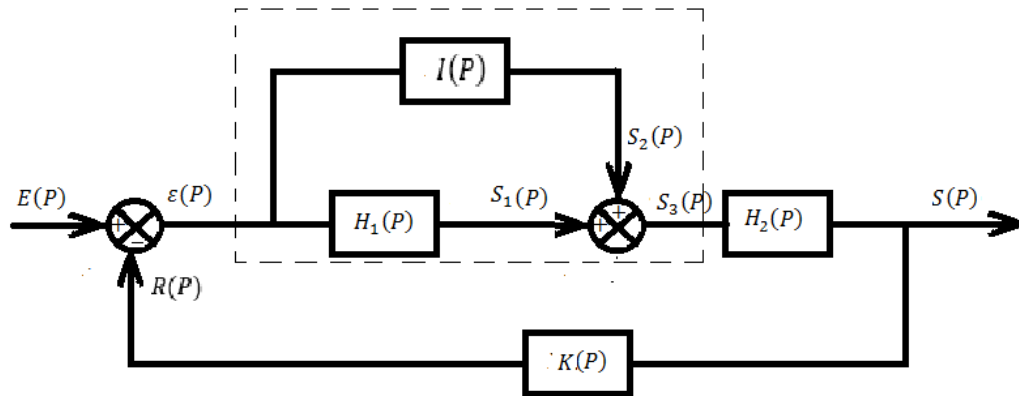 I(P)
S₂(P)
E(P)
ε(P)
S₁(P)
S₃(P)
S(P)
+
+
+
−
H₁(P)
H₂(P)
R(P)
K(P)